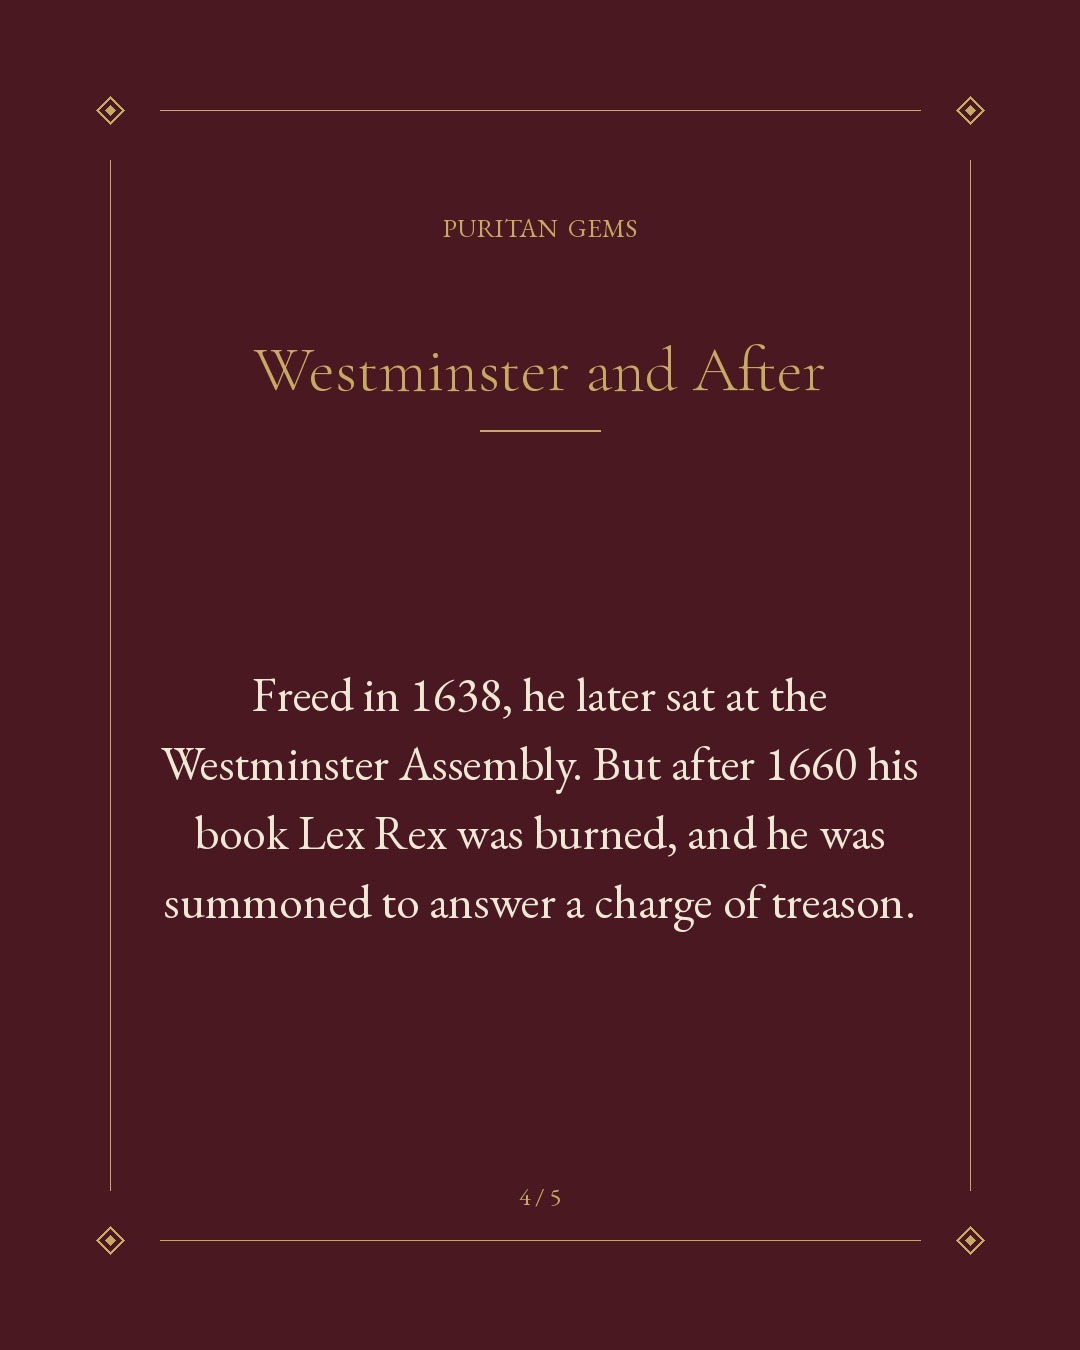 PURITAN GEMS
Westminster and After
Freed in 1638, he later sat at the
Westminster Assembly. But after 1660 his
book Lex Rex was burned, and he was
summoned to answer a charge of treason.
4 / 5